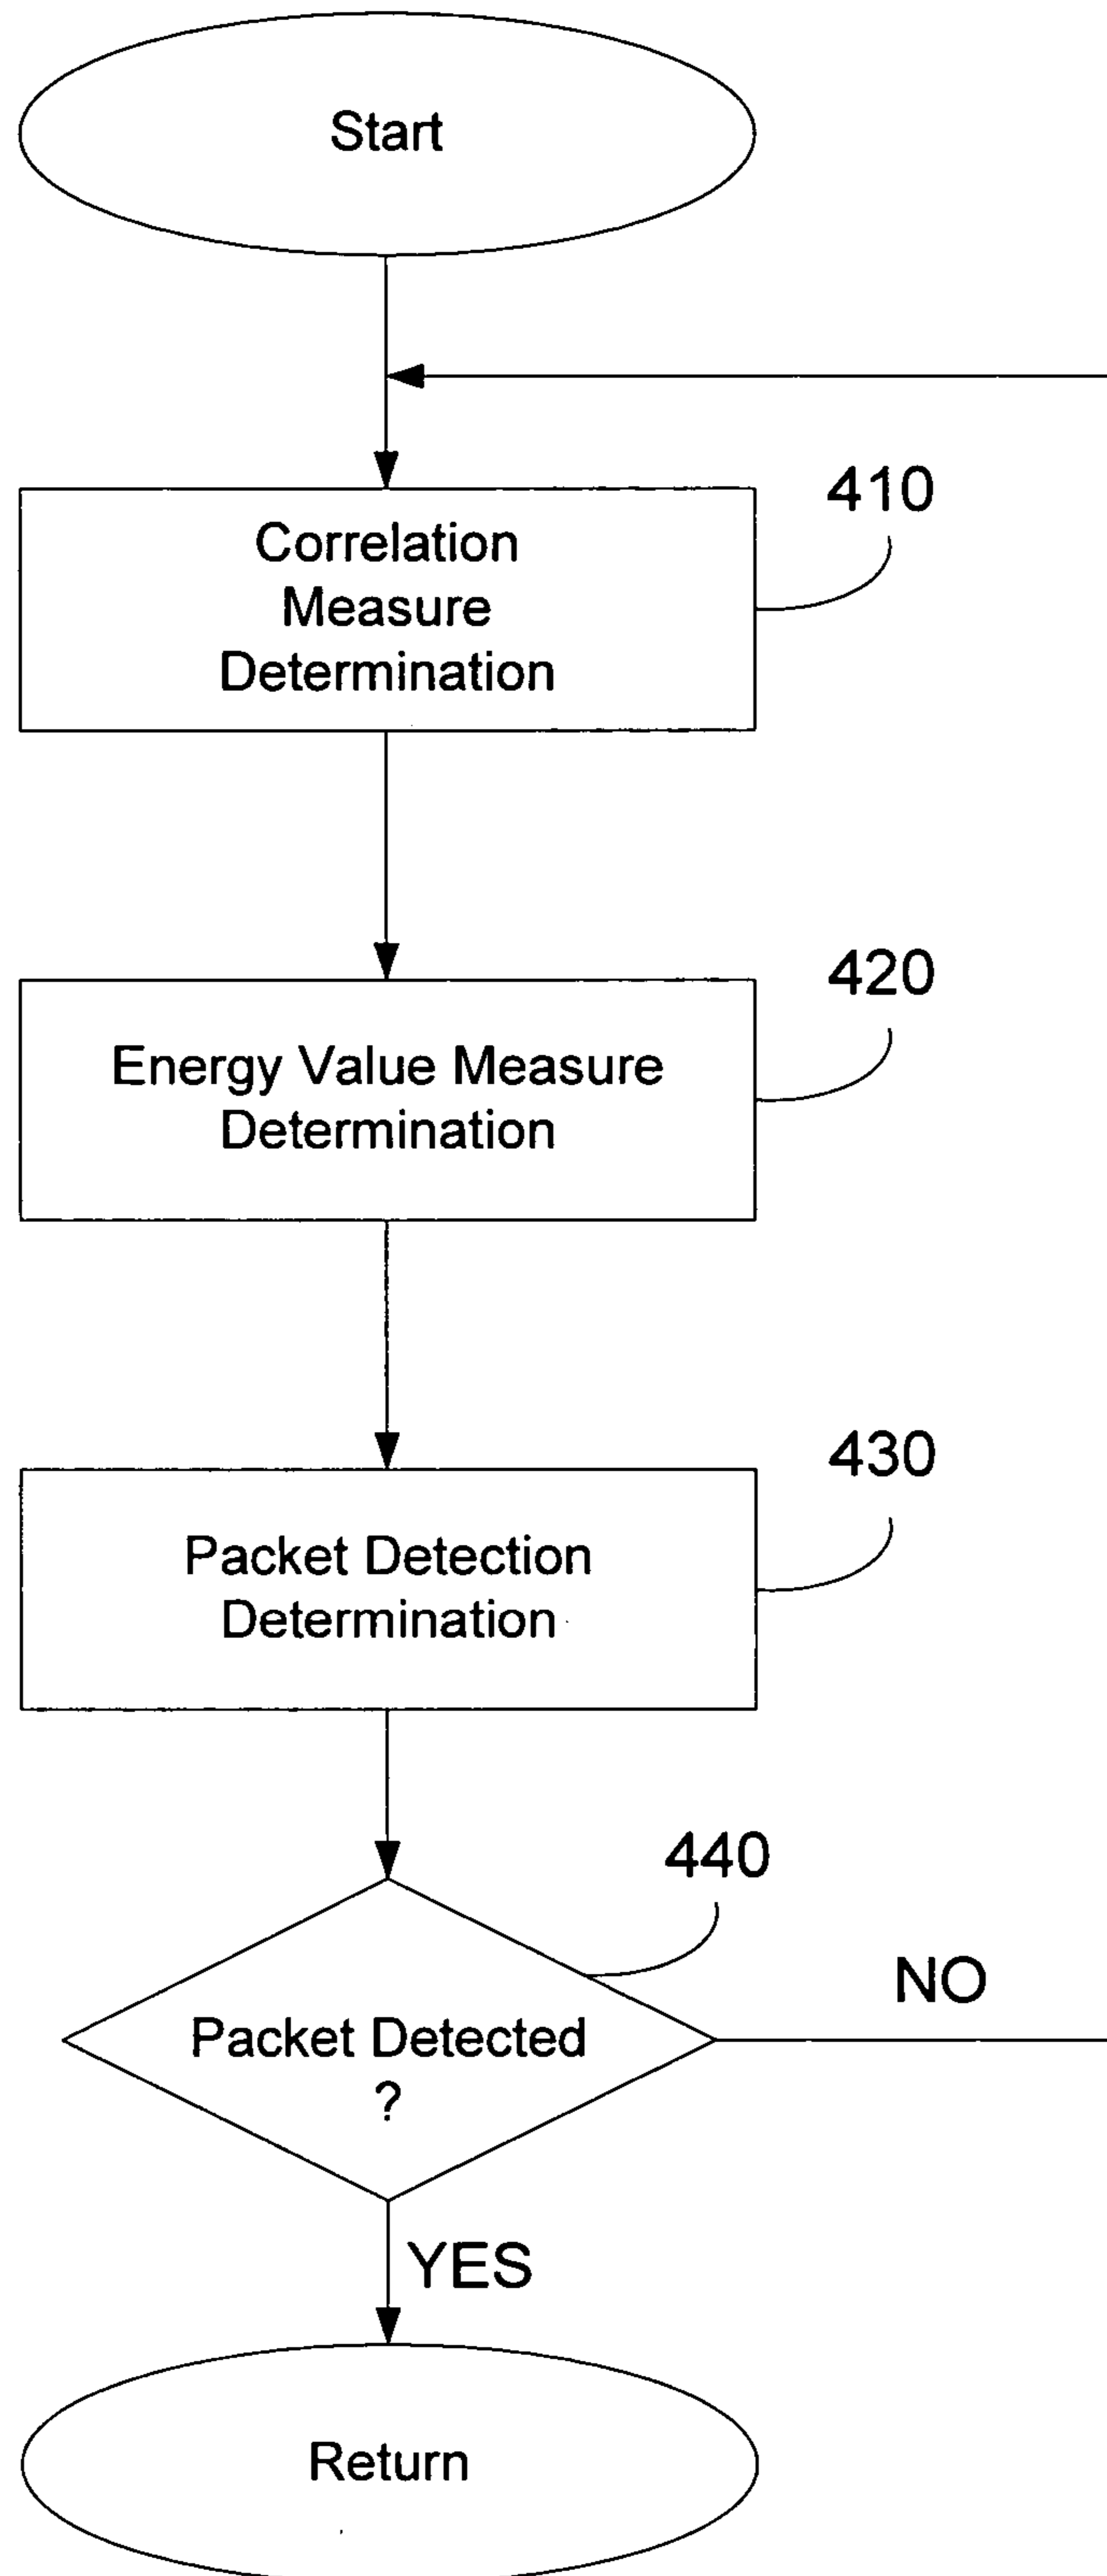 Start
410
Correlation
Measure
Determination
420
Energy Value Measure
Determination
430
Packet Detection
Determination
440
NO
Packet Detected
?
YES
Return